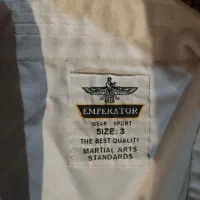 EMPERATOR
WEAR SPORT
SIZE: 3
THE BEST QUALITY
MARTIAL ARTS
STANDARDS